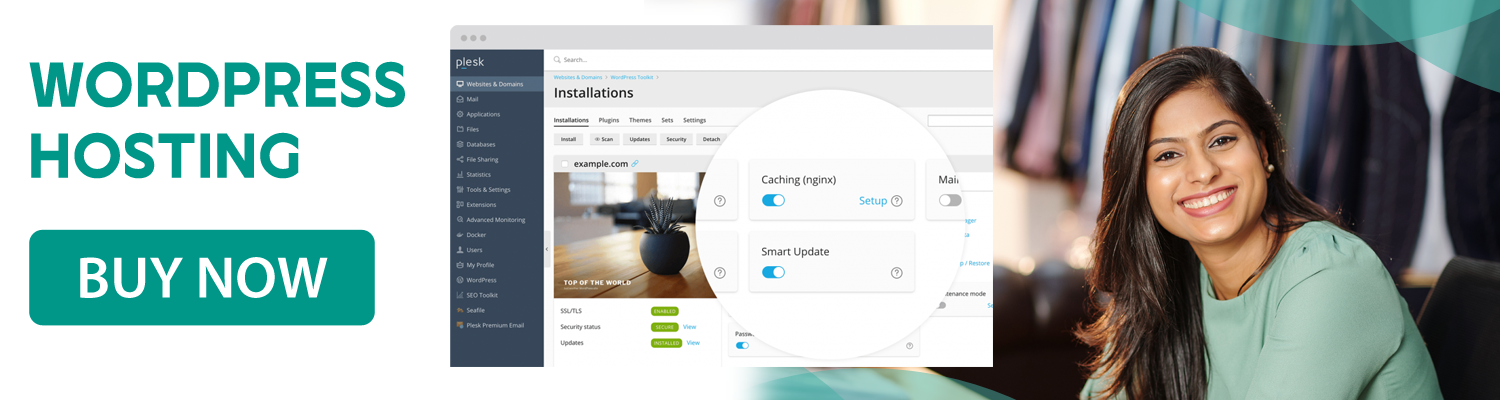 WORDPRESS
HOSTING
BUY NOW
plesk
Websites & Domains
Mail
Applications
Files
Databases
File Sharing
Statistics
Tools & Settings
Extensions
Advanced Monitoring
Docker
Users
My Profile
WordPress
SEO Toolkit
Seafile
Plesk Premium Email
Search...
Websites & Domains > WordPress Toolkit >
Installations
Installations Plugins Themes Sets Settings
Install Scan Updates Security Detach
example.com
TOP OF THE WORLD
SSL/TLS ENABLED
Security status SECURE View
Updates INSTALLED View
Caching (nginx)
Setup ?
Smart Update
?
Mai
ager
p / Restore
tenance mode
Passw